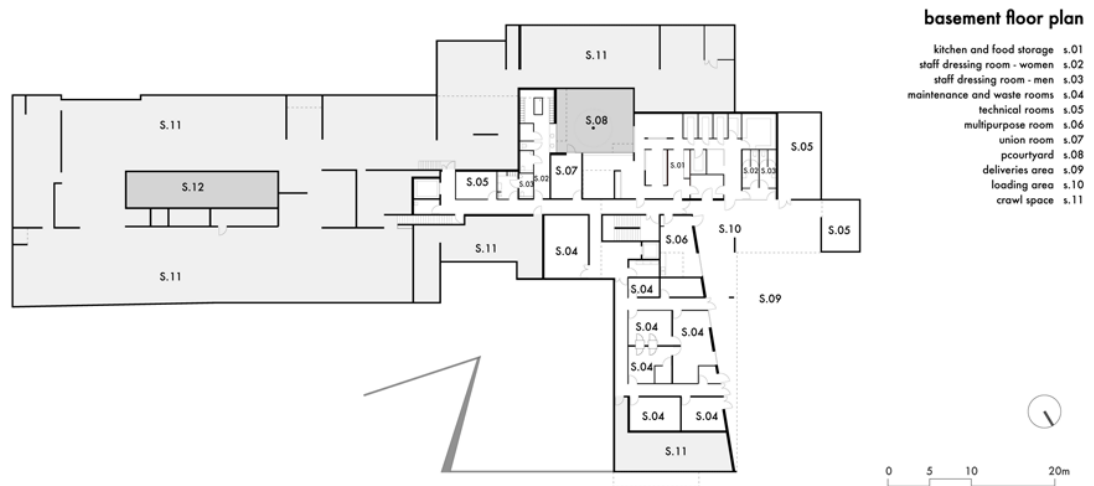 basement floor plan
kitchen and food storage s.01
staff dressing room - women s.02
staff dressing room - men s.03
maintenance and waste rooms s.04
technical rooms s.05
multipurpose room s.06
union room s.07
pcourtyard s.08
deliveries area s.09
loading area s.10
crawl space s.11
S.11
S.11
S.08
S.05
S.01
S.07
S.02
S.03
S.02
S.03
S.05
S.12
S.05
S.10
S.06
S.04
S.11
S.11
S.04
S.09
S.04
S.04
S.04
S.04
S.04
S.11
0 5 10 20m